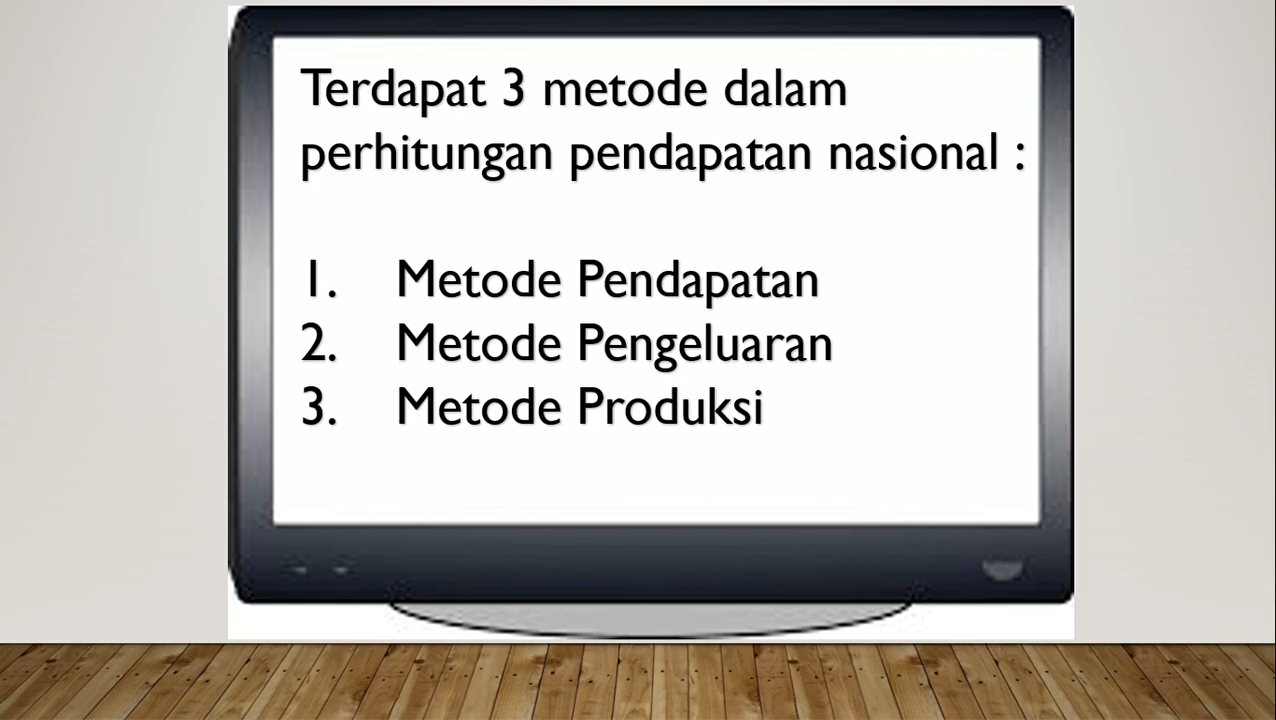 Terdapat 3 metode dalam
perhitungan pendapatan nasional :
1. Metode Pendapatan
2. Metode Pengeluaran
3. Metode Produksi